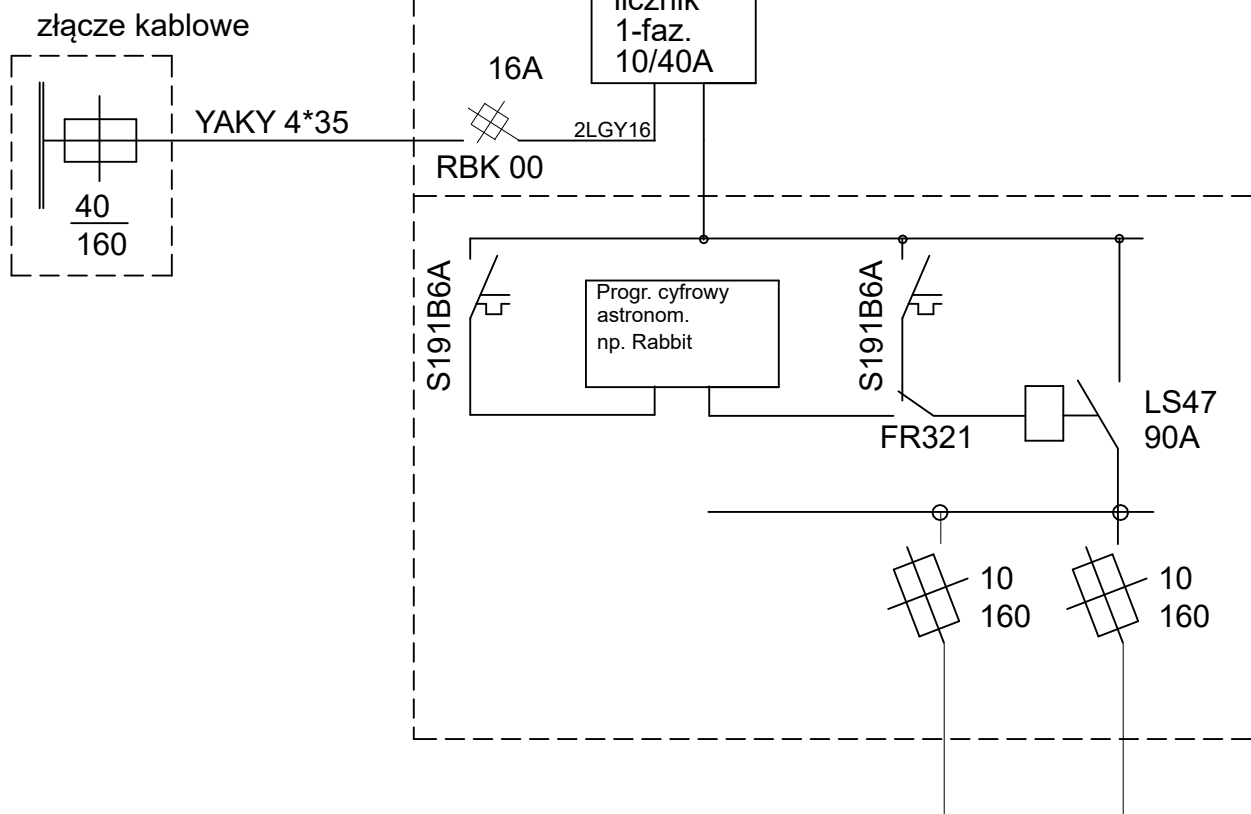 złącze kablowe
licznik
1-faz.
10/40A
16A
YAKY 4*35
2LGY16
RBK 00
40
160
S191B6A
Progr. cyfrowy
astronom.
np. Rabbit
S191B6A
FR321
LS47
90A
10
160
10
160